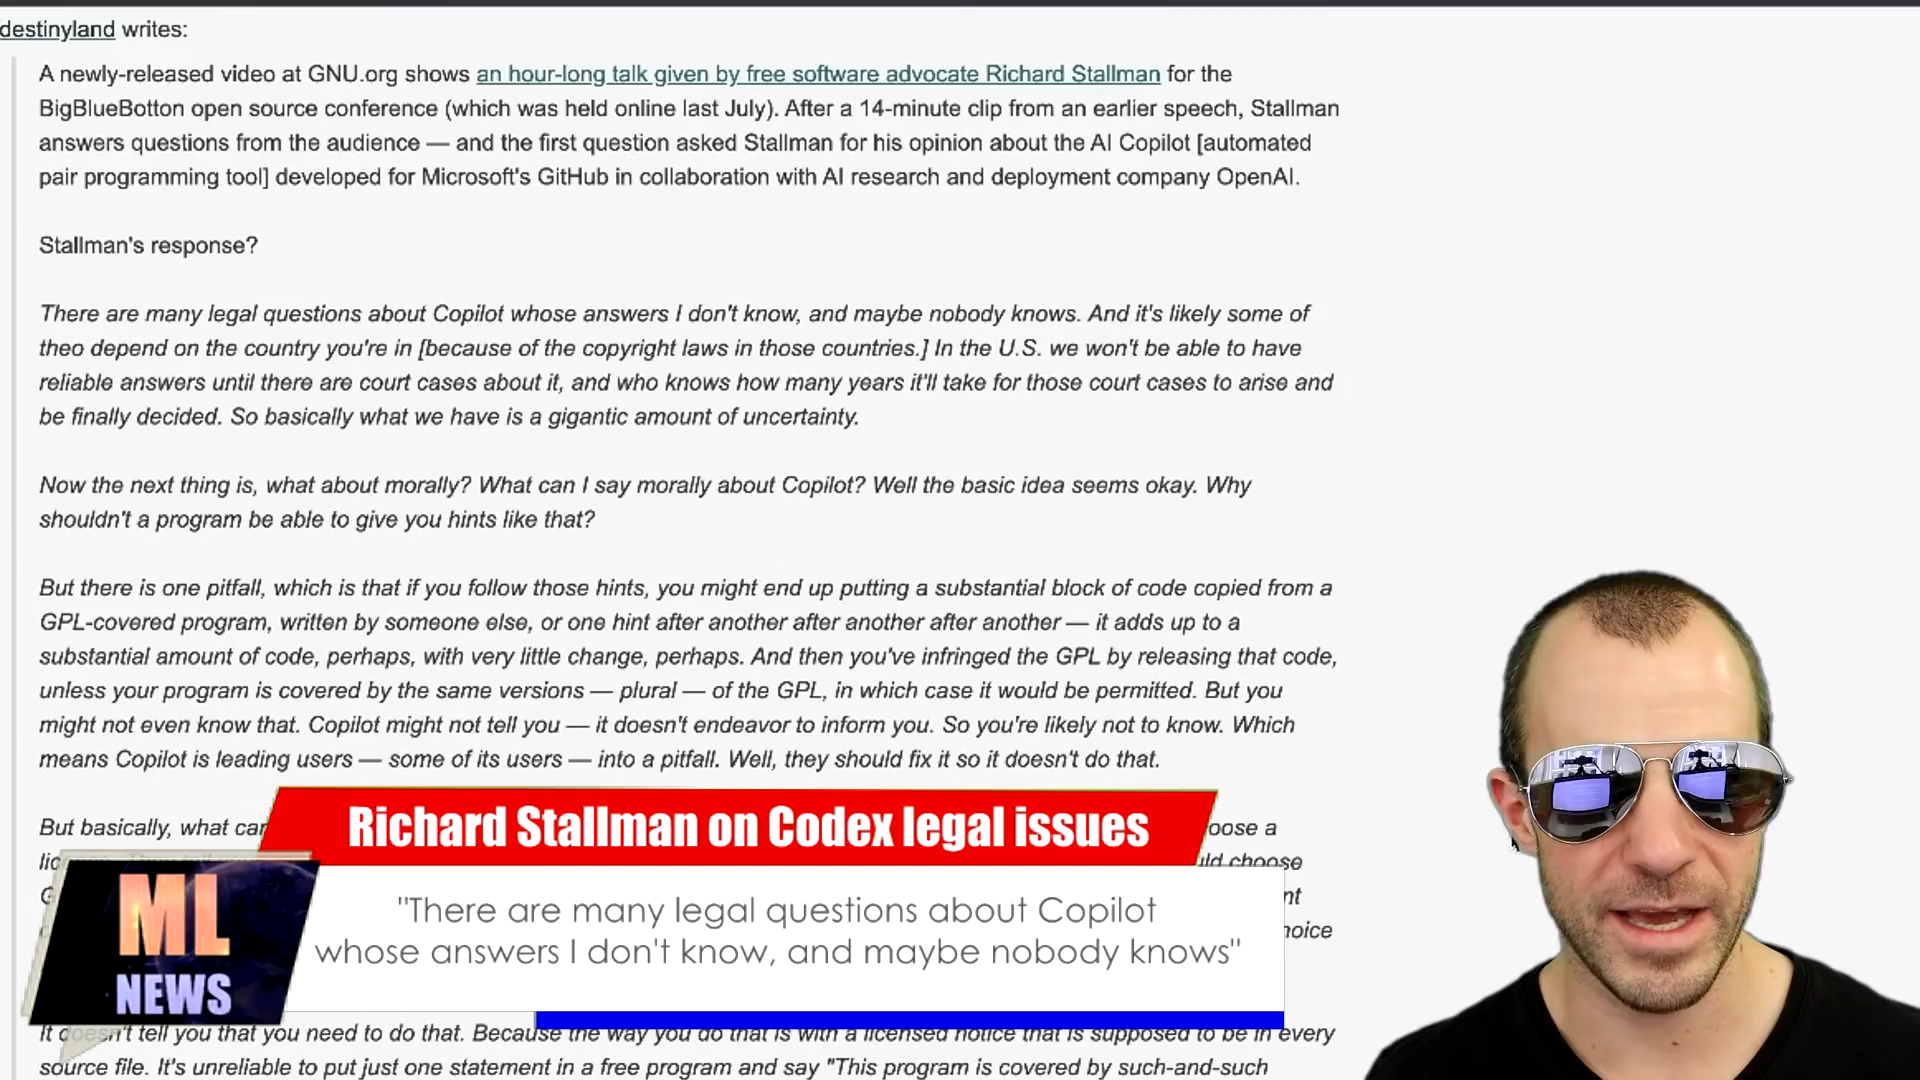 destinyland writes:
A newly-released video at GNU.org shows an hour-long talk given by free software advocate Richard Stallman for the
BigBlueBotton open source conference (which was held online last July). After a 14-minute clip from an earlier speech, Stallman
answers questions from the audience — and the first question asked Stallman for his opinion about the AI Copilot [automated
pair programming tool] developed for Microsoft's GitHub in collaboration with AI research and deployment company OpenAI.
Stallman's response?
There are many legal questions about Copilot whose answers I don't know, and maybe nobody knows. And it's likely some of
theo depend on the country you're in [because of the copyright laws in those countries.] In the U.S. we won't be able to have
reliable answers until there are court cases about it, and who knows how many years it'll take for those court cases to arise and
be finally decided. So basically what we have is a gigantic amount of uncertainty.
Now the next thing is, what about morally? What can I say morally about Copilot? Well the basic idea seems okay. Why
shouldn't a program be able to give you hints like that?
But there is one pitfall, which is that if you follow those hints, you might end up putting a substantial block of code copied from a
GPL-covered program, written by someone else, or one hint after another after another after another — it adds up to a
substantial amount of code, perhaps, with very little change, perhaps. And then you've infringed the GPL by releasing that code,
unless your program is covered by the same versions — plural — of the GPL, in which case it would be permitted. But you
might not even know that. Copilot might not tell you — it doesn't endeavor to inform you. So you're likely not to know. Which
means Copilot is leading users — some of its users — into a pitfall. Well, they should fix it so it doesn't do that.
But basically, what can
oose a
choose
Richard Stallman on Codex legal issues
ML
NEWS
"There are many legal questions about Copilot
whose answers I don't know, and maybe nobody knows"
It doesn't tell you that you need to do that. Because the way you do that is with a licensed notice that is supposed to be in every
source file. It's unreliable to put just one statement in a free program and say "This program is covered by such-and-such